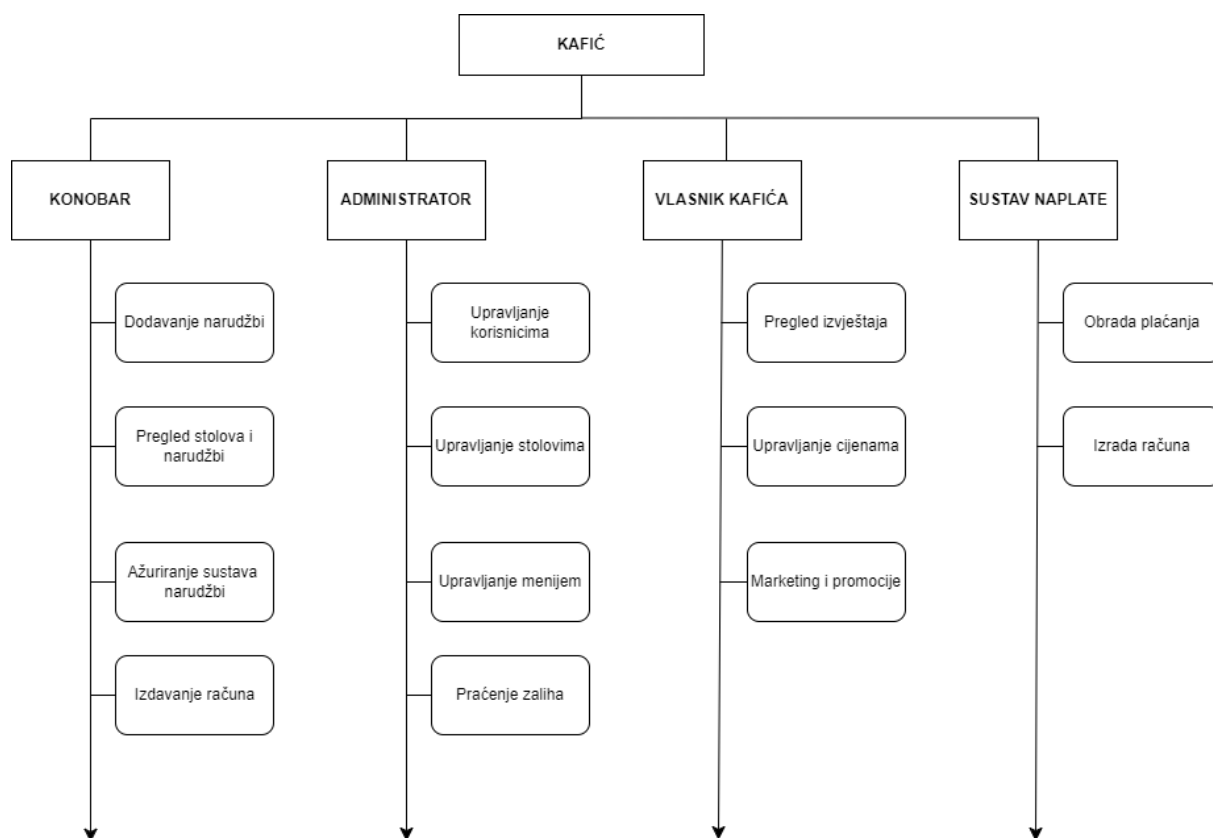 KAFIĆ
KONOBAR
ADMINISTRATOR
VLASNIK KAFIĆA
SUSTAV NAPLATE
Dodavanje narudžbi
Pregled stolova i
narudžbi
Ažuriranje sustava
narudžbi
Izdavanje računa
Upravljanje
korisnicima
Upravljanje stolovima
Upravljanje menijem
Praćenje zaliha
Pregled izvještaja
Upravljanje cijenama
Marketing i promocije
Obrada plaćanja
Izrada računa